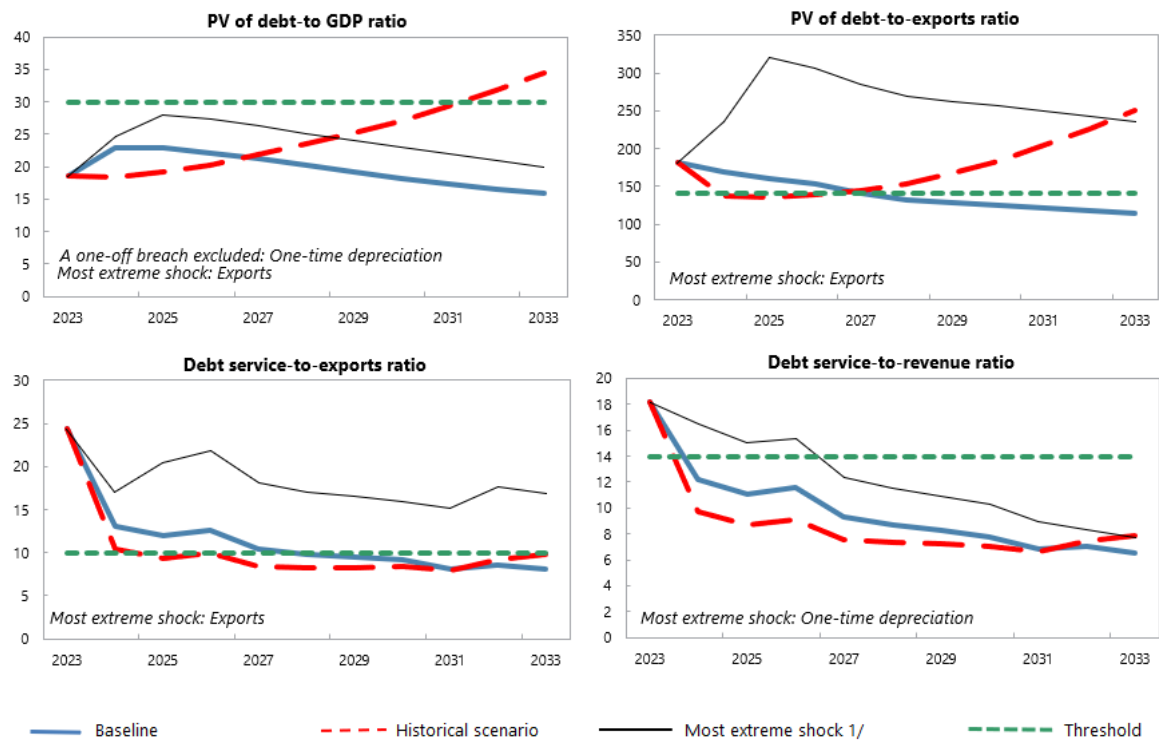 PV of debt-to GDP ratio
40
35
30
25
20
15
10
5
0
A one-off breach excluded: One-time depreciation
Most extreme shock: Exports
2023 2025 2027 2029 2031 2033
PV of debt-to-exports ratio
350
300
250
200
150
100
50
0
Most extreme shock: Exports
2023 2025 2027 2029 2031 2033
Debt service-to-exports ratio
30
25
20
15
10
5
0
Most extreme shock: Exports
2023 2025 2027 2029 2031 2033
Debt service-to-revenue ratio
20
18
16
14
12
10
8
6
4
2
0
Most extreme shock: One-time depreciation
2023 2025 2027 2029 2031 2033
Baseline Historical scenario Most extreme shock 1/ Threshold